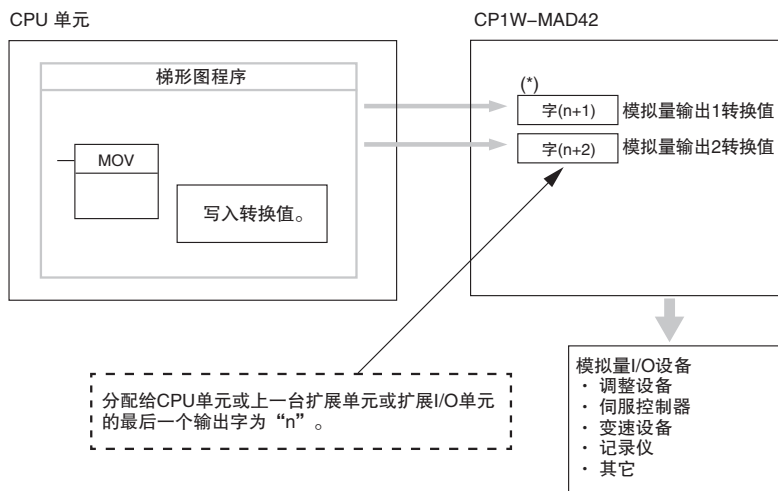 CPU 单元
CP1W–MAD42
梯形图程序
(*)
字(n+1) 模拟量输出1转换值
字(n+2) 模拟量输出2转换值
MOV
写入转换值。
分配给CPU单元或上一台扩展单元或扩展I/O单元
的最后一个输出字为“n”。
模拟量I/O设备
・ 调整设备
・ 伺服控制器
・ 变速设备
・ 记录仪
・ 其它